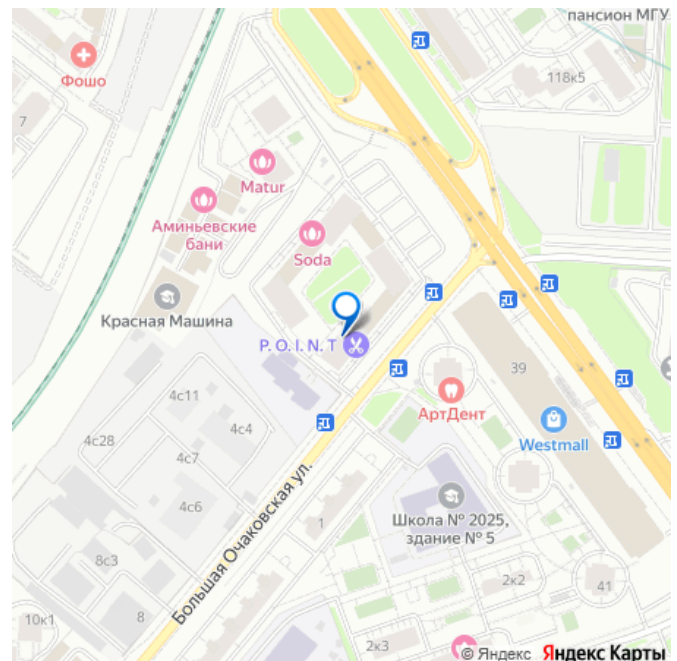 пансион МГУ
Фошо
118к5
7
Matur
Аминьевские
бани
Soda
Красная Машина
P. O. I. N. T
39
АртДент
Westmall
4с11
4с4
4с28
4с7
4с6
Большая Очаковская ул.
1
Школа № 2025,
здание № 5
8с3
2к2
41
10к1
8
2к3
© Яндекс Яндекс Карты